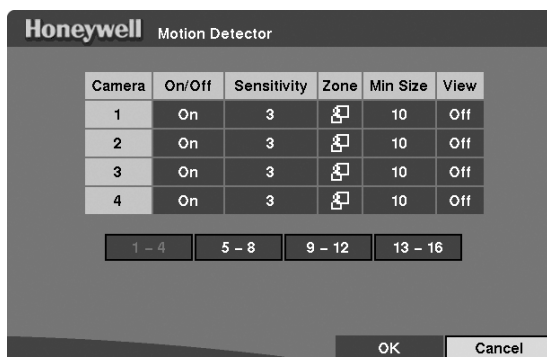 Honeywell Motion Detector
Camera On/Off Sensitivity Zone Min Size View
1 On 3 10 Off
2 On 3 10 Off
3 On 3 10 Off
4 On 3 10 Off
1 – 4 5 – 8 9 – 12 13 – 16
OK Cancel